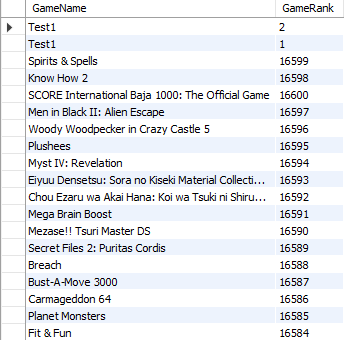 GameName GameRank
Test1 2
Test1 1
Spirits & Spells 16599
Know How 2 16598
SCORE International Baja 1000: The Official Game 16600
Men in Black II: Alien Escape 16597
Woody Woodpecker in Crazy Castle 5 16596
Plushees 16595
Myst IV: Revelation 16594
Eiyuu Densetsu: Sora no Kiseki Material Collecti... 16593
Chou Ezaru wa Akai Hana: Koi wa Tsuki ni Shiru... 16592
Mega Brain Boost 16591
Mezase!! Tsuri Master DS 16590
Secret Files 2: Puritas Cordis 16589
Breach 16588
Bust-A-Move 3000 16587
Carmageddon 64 16586
Planet Monsters 16585
Fit & Fun 16584